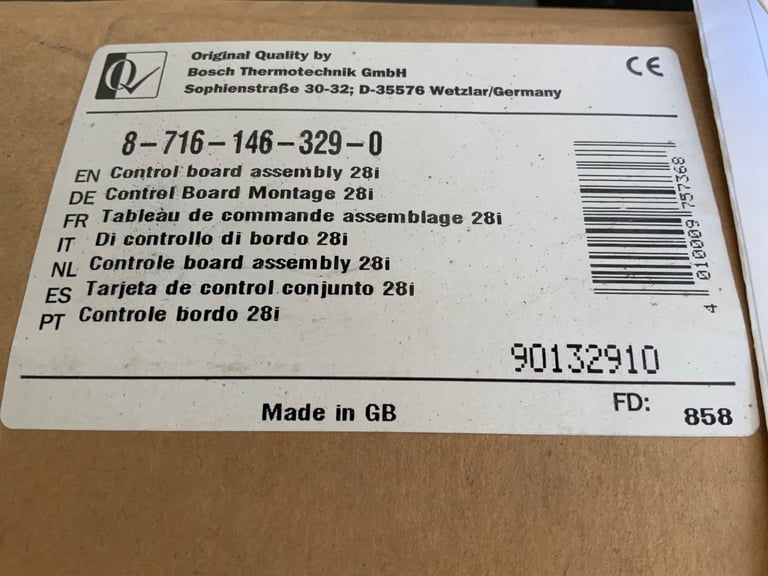 Q
Original Quality by
Bosch Thermotechnik GmbH
Sophienstraße 30-32; D-35576 Wetzlar/Germany
CE
8-716-146-329-0
EN Control board assembly 28i
DE Control Board Montage 28i
FR Tableau de commande assemblage 28i
IT Di controllo di bordo 28i
NL Controle board assembly 28i
ES Tarjeta de control conjunto 28i
PT Controle bordo 28i
4 010009 757368
90132910
Made in GB
FD: 858